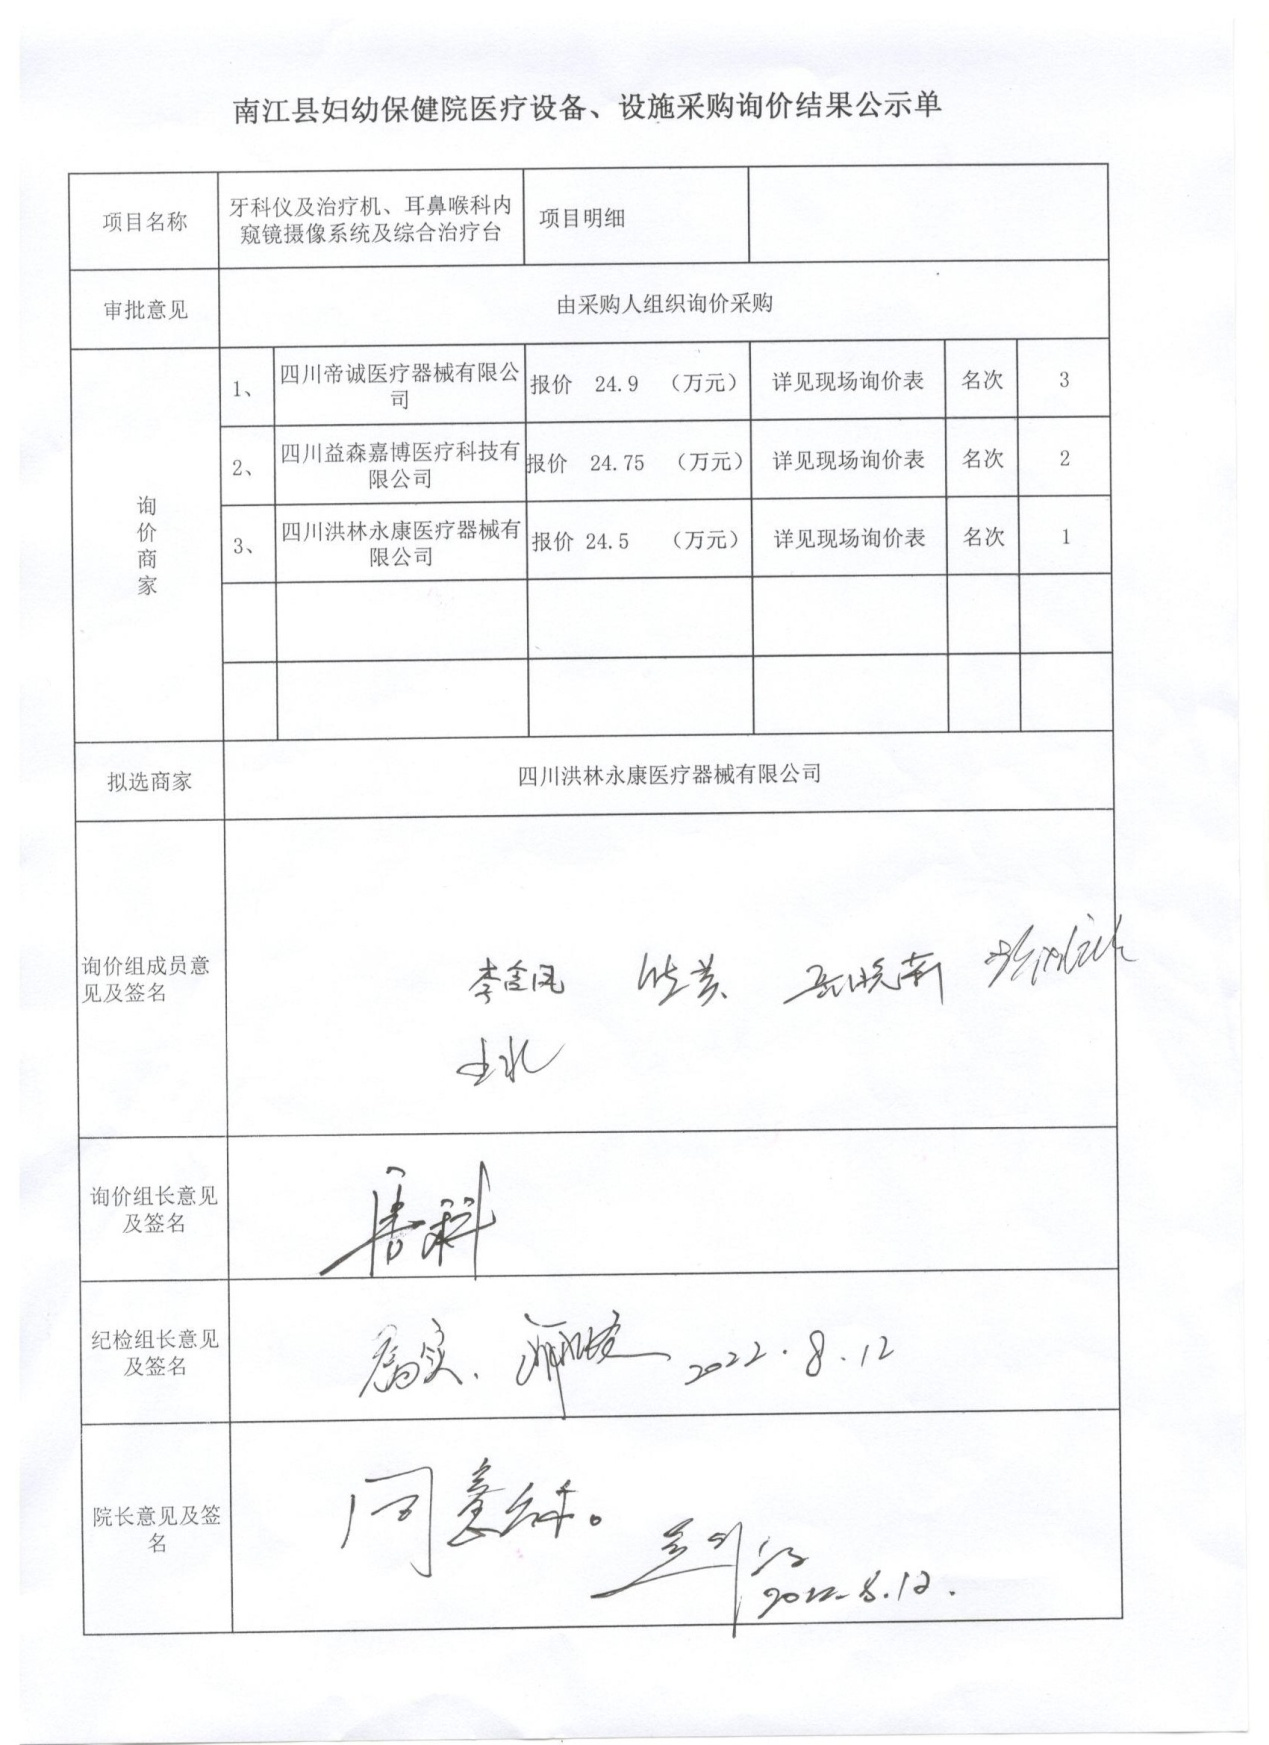 南江县妇幼保健院医疗设备、设施采购询价结果公示单
项目名称
牙科仪及治疗机、耳鼻喉科内
窥镜摄像系统及综合治疗台
项目明细
审批意见
由采购人组织询价采购
询
价
商
家
1、
四川帝诚医疗器械有限公
司
报价 24.9 （万元）
详见现场询价表
名次
3
2、
四川益森嘉博医疗科技有
限公司
报价 24.75 （万元）
详见现场询价表
名次
2
3、
四川洪林永康医疗器械有
限公司
报价 24.5 （万元）
详见现场询价表
名次
1
拟选商家
四川洪林永康医疗器械有限公司
询价组成员意
见及签名
询价组长意见
及签名
纪检组长意见
及签名
属实、 2022.8.12
院长意见及签
名
同意
2022.8.12.